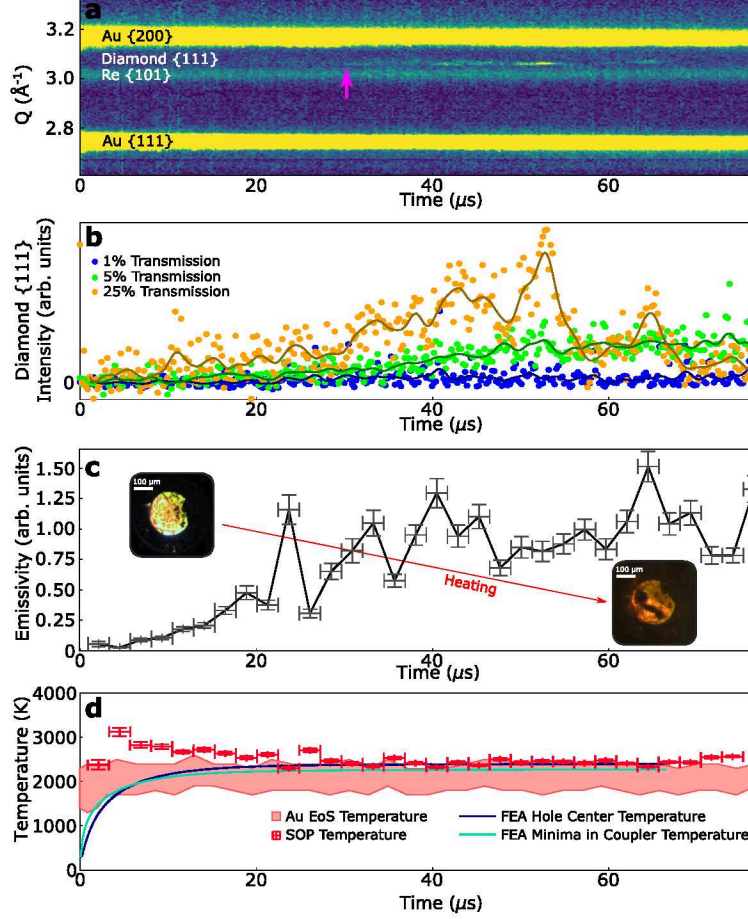 a
3.2
Au {200}
Diamond {111}
3.0
Re {101}
Q (Å⁻¹)
2.8
Au {111}
0
20
40
60
Time (μs)
b
1% Transmission
5% Transmission
25% Transmission
Diamond {111}
Intensity (arb. units)
0
0
20
40
60
Time (μs)
c
1.50
1.25
1.00
0.75
0.50
0.25
0
Emissivity (arb. units)
100 μm
Heating
100 μm
0
20
40
60
Time (μs)
d
4000
3000
2000
1000
0
Temperature (K)
Au EoS Temperature
FEA Hole Center Temperature
SOP Temperature
FEA Minima in Coupler Temperature
0
20
40
60
Time (μs)